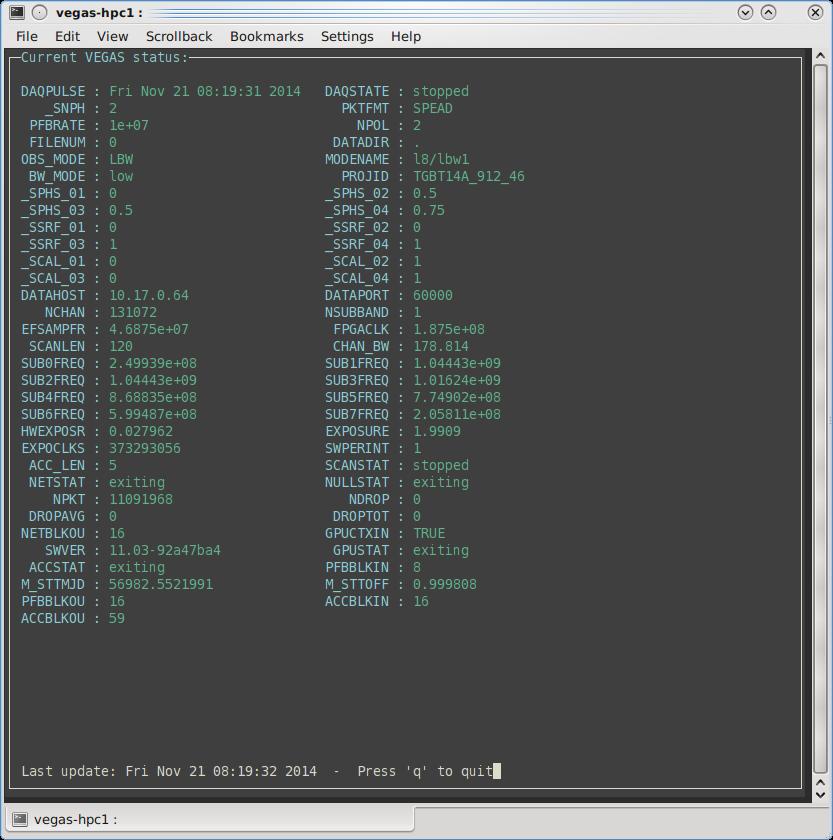 vegas-hpc1 :
File Edit View Scrollback Bookmarks Settings Help
Current VEGAS status:
DAQPULSE : Fri Nov 21 08:19:31 2014 DAQSTATE : stopped
_SNPH : 2 PKTFMT : SPEAD
PFBRATE : 1e+07 NPOL : 2
FILENUM : 0 DATADIR : .
OBS_MODE : LBW MODENAME : l8/lbw1
BW_MODE : low PROJID : TGBT14A_912_46
_SPHS_01 : 0 _SPHS_02 : 0.5
_SPHS_03 : 0.5 _SPHS_04 : 0.75
_SSRF_01 : 0 _SSRF_02 : 0
_SSRF_03 : 1 _SSRF_04 : 1
_SCAL_01 : 0 _SCAL_02 : 1
_SCAL_03 : 0 _SCAL_04 : 1
DATAHOST : 10.17.0.64 DATAPORT : 60000
NCHAN : 131072 NSUBBAND : 1
EFSAMPFR : 4.6875e+07 FPGACLK : 1.875e+08
SCANLEN : 120 CHAN_BW : 178.814
SUB0FREQ : 2.49939e+08 SUB1FREQ : 1.04443e+09
SUB2FREQ : 1.04443e+09 SUB3FREQ : 1.01624e+09
SUB4FREQ : 8.68835e+08 SUB5FREQ : 7.74902e+08
SUB6FREQ : 5.99487e+08 SUB7FREQ : 2.05811e+08
HWEXPOSR : 0.027962 EXPOSURE : 1.9909
EXPOCLKS : 373293056 SWPERINT : 1
ACC_LEN : 5 SCANSTAT : stopped
NETSTAT : exiting NULLSTAT : exiting
NPKT : 11091968 NDROP : 0
DROPAVG : 0 DROPTOT : 0
NETBLKOU : 16 GPUCTXIN : TRUE
SWVER : 11.03-92a47ba4 GPUSTAT : exiting
ACCSTAT : exiting PFBBLKIN : 8
M_STTMJD : 56982.5521991 M_STTOFF : 0.999808
PFBBLKOU : 16 ACCBLKIN : 16
ACCBLKOU : 59
Last update: Fri Nov 21 08:19:32 2014 - Press 'q' to quit
vegas-hpc1 :